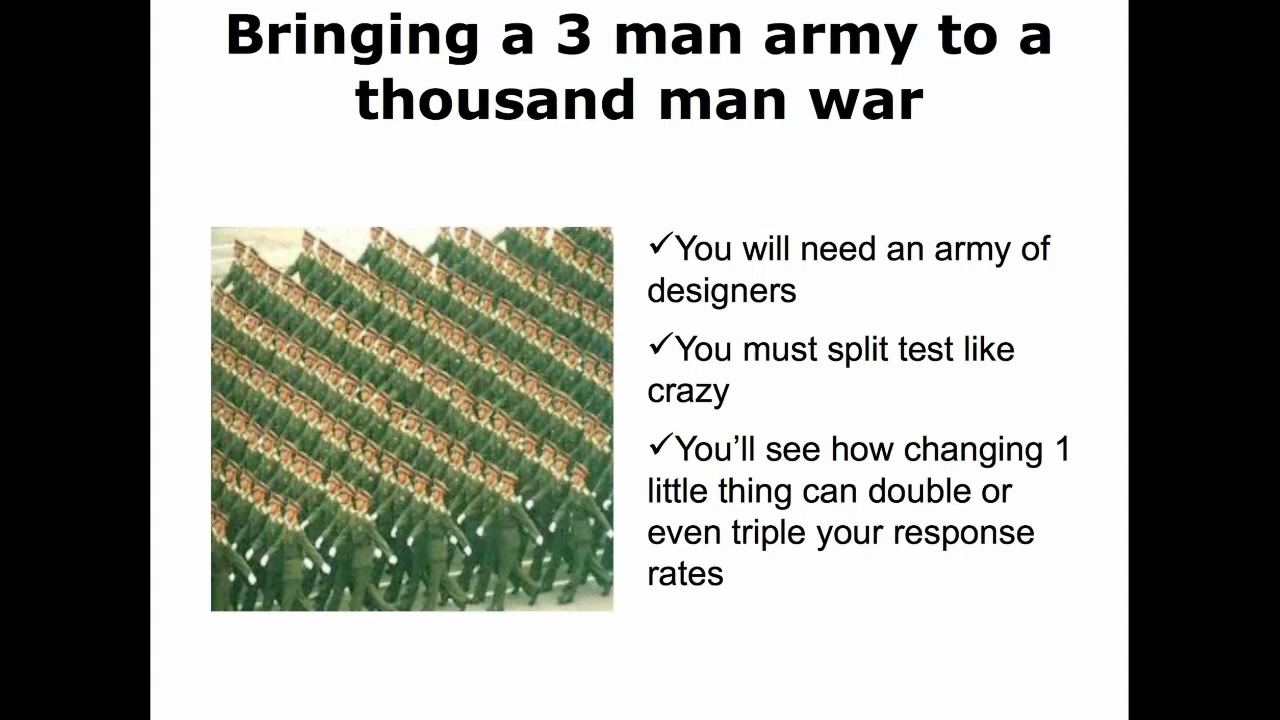 Bringing a 3 man army to a
thousand man war
✓You will need an army of
designers
✓You must split test like
crazy
✓You’ll see how changing 1
little thing can double or
even triple your response
rates